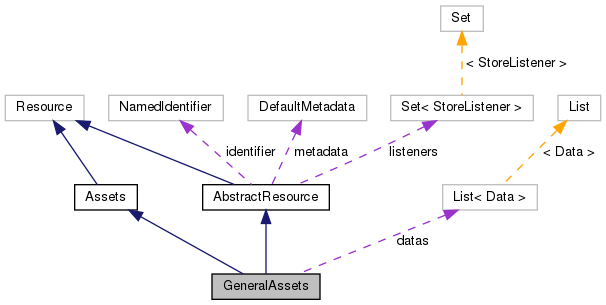 Set
< StoreListener >
Resource
NamedIdentifier
DefaultMetadata
Set< StoreListener >
List
identifier
metadata
listeners
< Data >
Assets
AbstractResource
List< Data >
datas
GeneralAssets